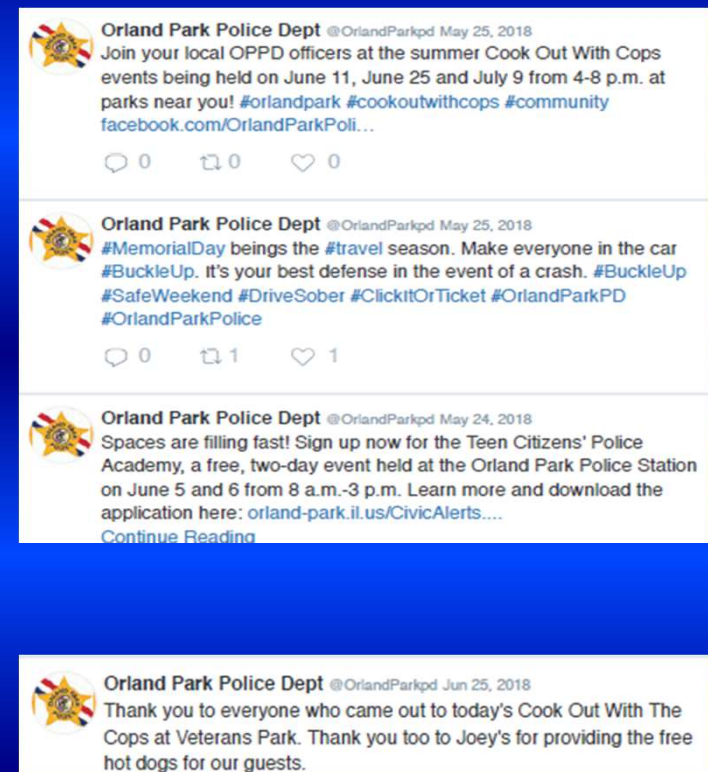 Orland Park Police Dept @OrlandParkpd May 25, 2018
Join your local OPPD officers at the summer Cook Out With Cops
events being held on June 11, June 25 and July 9 from 4-8 p.m. at
parks near you! #orlandpark #cookoutwithcops #community
facebook.com/OrlandParkPoli...
0 0 0
Orland Park Police Dept @OrlandParkpd May 25, 2018
#MemorialDay beings the #travel season. Make everyone in the car
#BuckleUp. It's your best defense in the event of a crash. #BuckleUp
#SafeWeekend #DriveSober #ClickItOrTicket #OrlandParkPD
#OrlandParkPolice
0 1 1
Orland Park Police Dept @OrlandParkpd May 24, 2018
Spaces are filling fast! Sign up now for the Teen Citizens' Police
Academy, a free, two-day event held at the Orland Park Police Station
on June 5 and 6 from 8 a.m.-3 p.m. Learn more and download the
application here: orland-park.il.us/CivicAlerts....
Continue Reading
Orland Park Police Dept @OrlandParkpd Jun 25, 2018
Thank you to everyone who came out to today's Cook Out With The
Cops at Veterans Park. Thank you too to Joey's for providing the free
hot dogs for our guests.